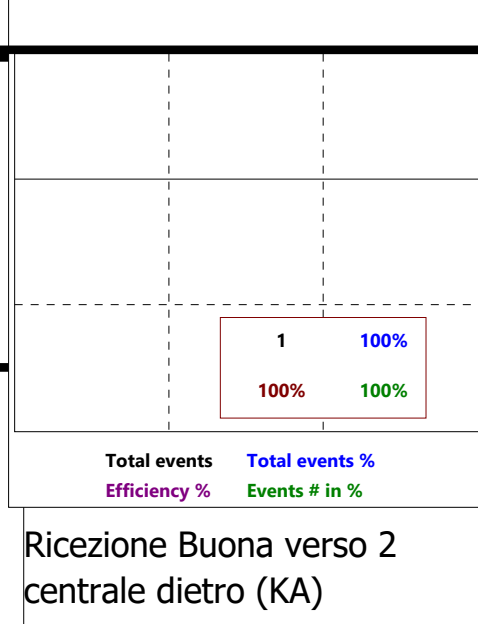 1 100%
100% 100%
Total events Total events %
Efficiency % Events # in %
Ricezione Buona verso 2
centrale dietro (KA)